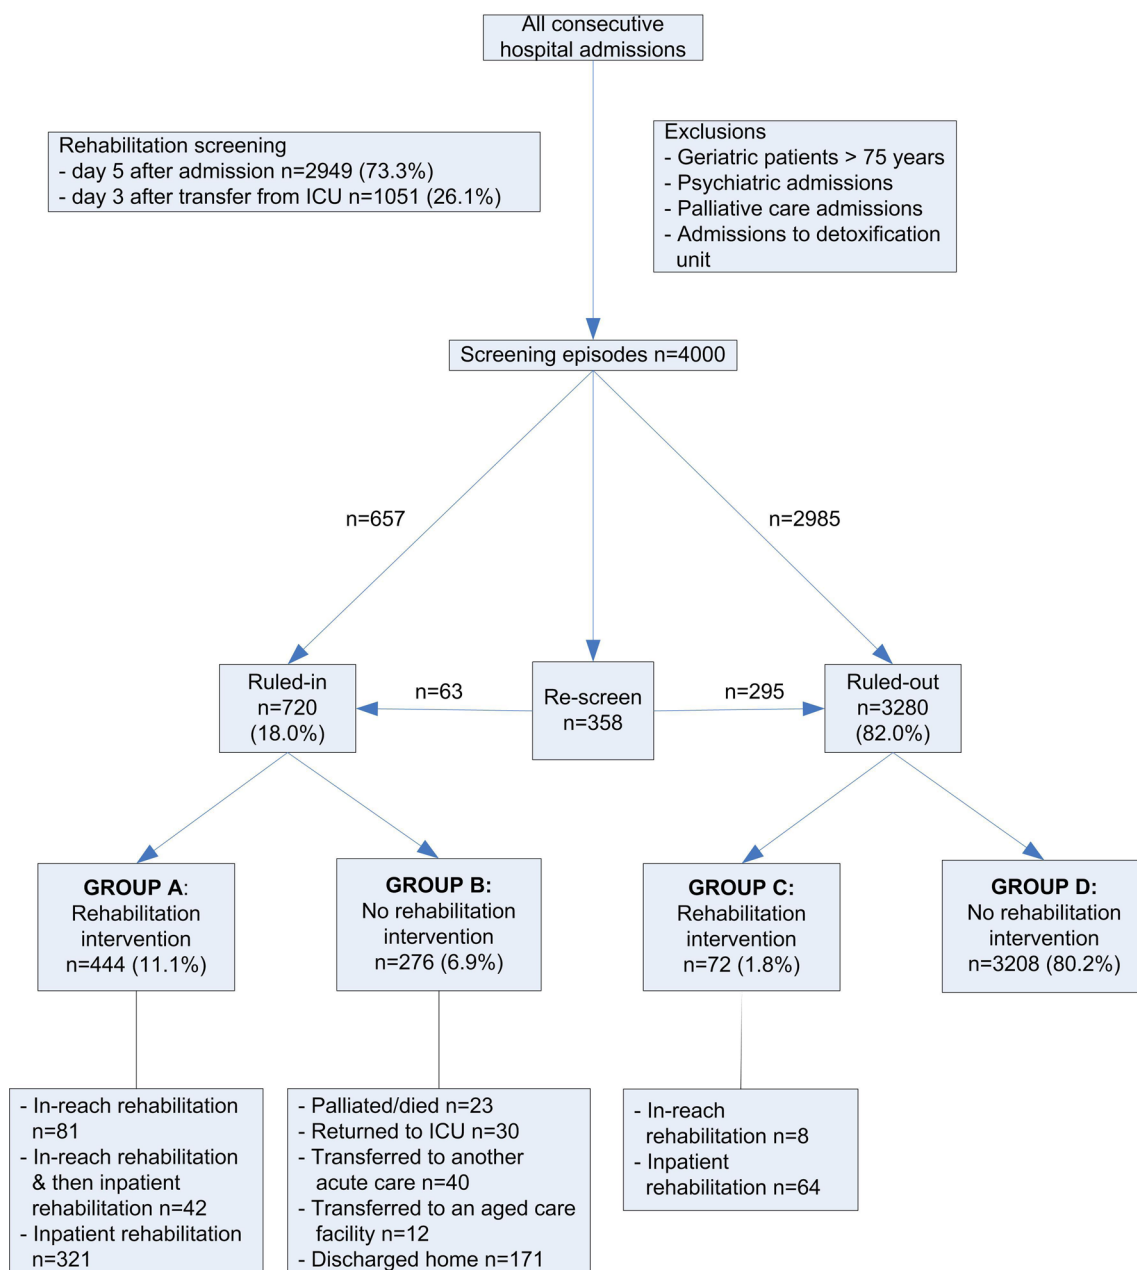 All consecutive
hospital admissions
Rehabilitation screening
- day 5 after admission n=2949 (73.3%)
- day 3 after transfer from ICU n=1051 (26.1%)
Exclusions
- Geriatric patients > 75 years
- Psychiatric admissions
- Palliative care admissions
- Admissions to detoxification
unit
Screening episodes n=4000
n=657
n=2985
Ruled-in
n=720
(18.0%)
n=63
Re-screen
n=358
n=295
Ruled-out
n=3280
(82.0%)
GROUP A:
Rehabilitation
intervention
n=444 (11.1%)
GROUP B:
No rehabilitation
intervention
n=276 (6.9%)
GROUP C:
Rehabilitation
intervention
n=72 (1.8%)
GROUP D:
No rehabilitation
intervention
n=3208 (80.2%)
- In-reach rehabilitation
n=81
- In-reach rehabilitation
& then inpatient
rehabilitation n=42
- Inpatient rehabilitation
n=321
- Palliated/died n=23
- Returned to ICU n=30
- Transferred to another
acute care n=40
- Transferred to an aged care
facility n=12
- Discharged home n=171
- In-reach
rehabilitation n=8
- Inpatient
rehabilitation n=64